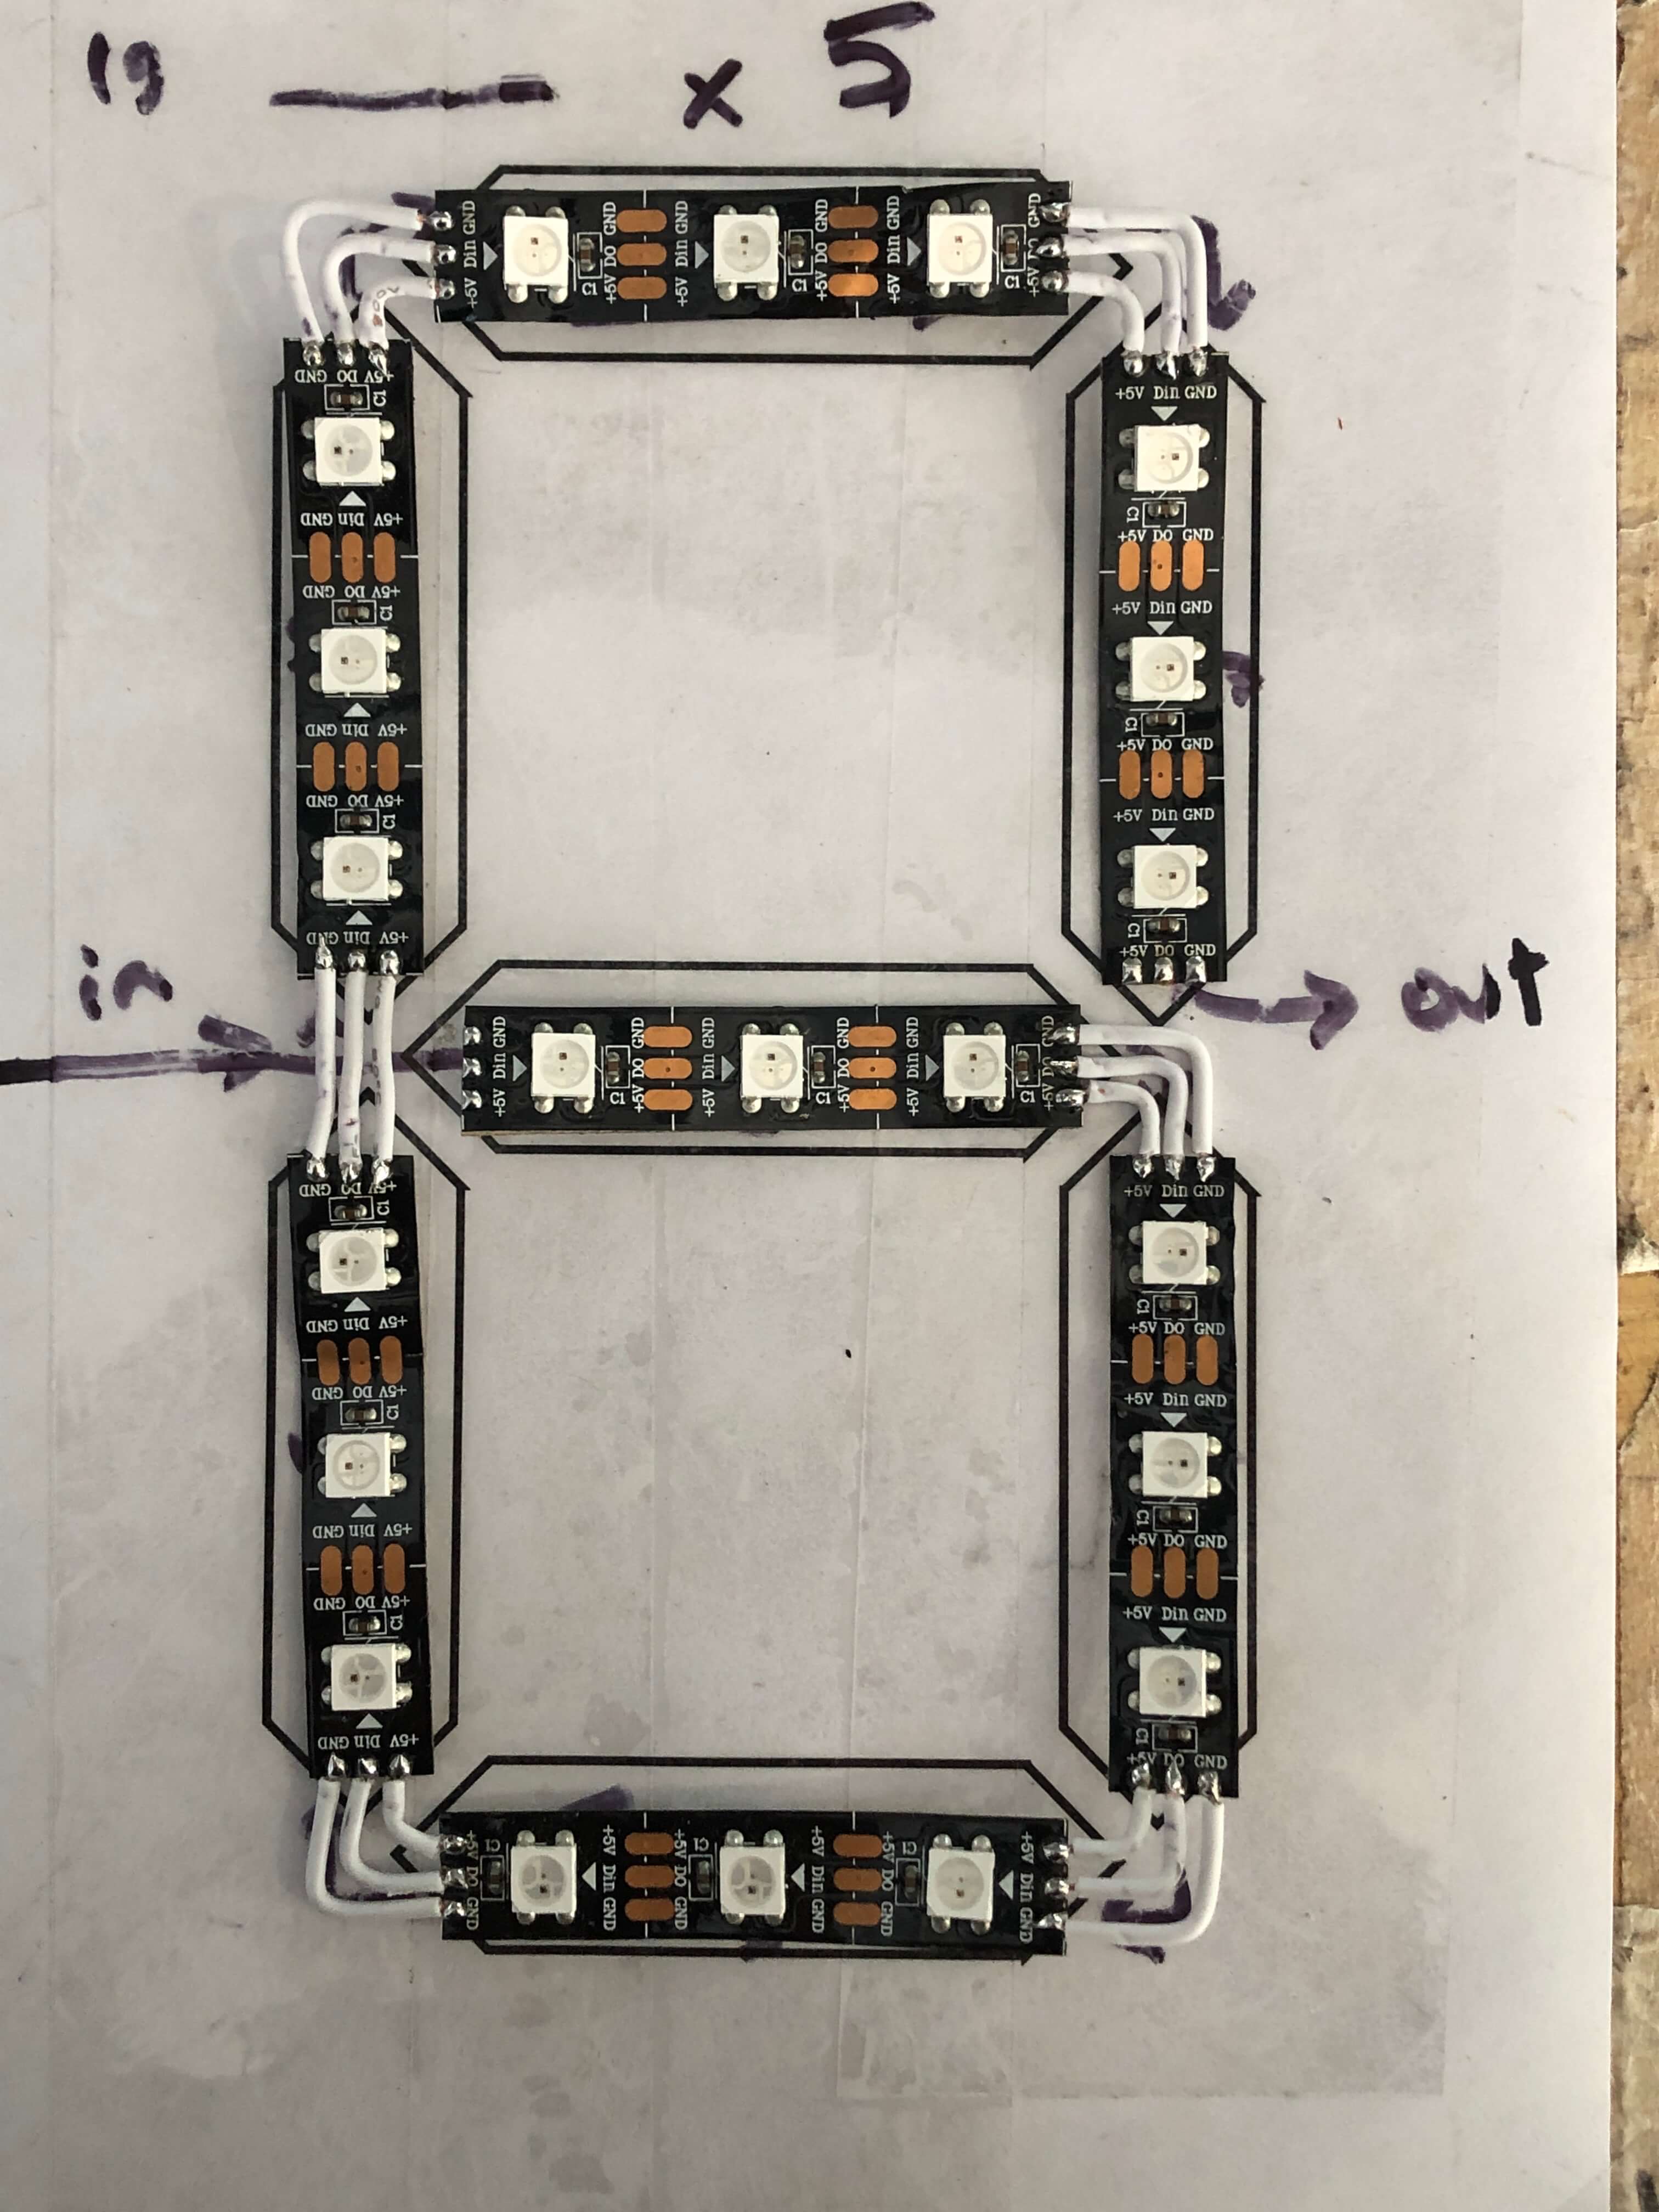 19 — x 5
GND GND GND GND GND GND
Din DO Din DO Din DO
+5V +5V +5V +5V +5V +5V
C1 C1 C1
GND DO +5V
C1
GND Din +5V
GND DO +5V
C1
GND Din +5V
GND DO +5V
C1
GND Din +5V
+5V Din GND
C1
+5V DO GND
+5V Din GND
C1
+5V DO GND
+5V Din GND
C1
+5V DO GND
in
out
GND GND GND GND GND GND
Din DO Din DO Din DO
+5V +5V +5V +5V +5V +5V
C1 C1 C1
GND DO +5V
C1
GND Din +5V
GND DO +5V
C1
GND Din +5V
GND DO +5V
C1
GND Din +5V
+5V Din GND
C1
+5V DO GND
+5V Din GND
C1
+5V DO GND
+5V Din GND
C1
+5V DO GND
C1 C1 C1
+5V +5V +5V +5V +5V +5V
DO Din DO Din DO Din
GND GND GND GND GND GND